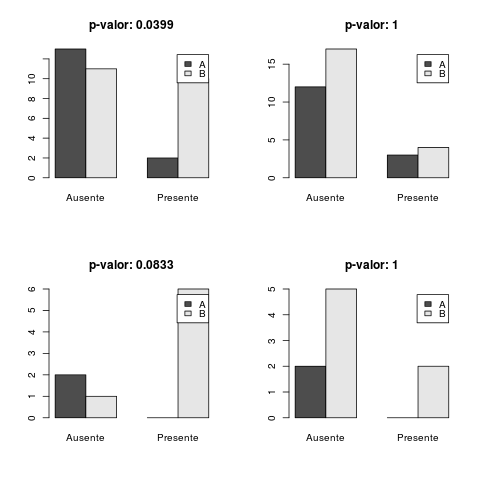 p-valor: 0.0399
p-valor: 1
0 2 4 6 8 10
A
B
Ausente Presente
0 5 10 15
A
B
Ausente Presente
p-valor: 0.0833
p-valor: 1
0 1 2 3 4 5 6
A
B
Ausente Presente
0 1 2 3 4 5
A
B
Ausente Presente